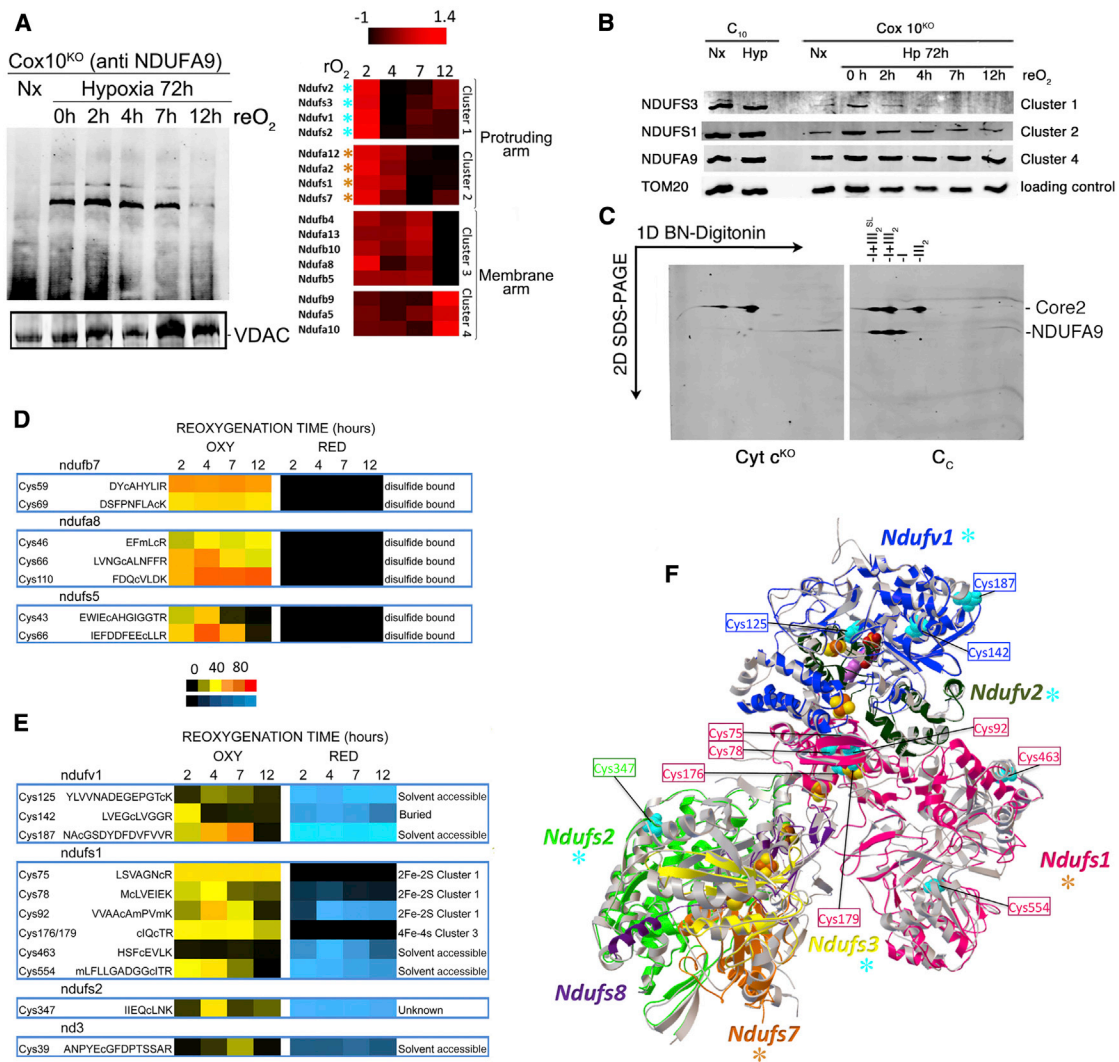 A
-1 1.4
Cox10KO (anti NDUFA9)
Nx Hypoxia 72h
0h 2h 4h 7h 12h reO2
VDAC
rO2 2 4 7 12
Ndufv2 *
Ndufs3 *
Ndufv1 *
Ndufs2 *
Cluster 1
Ndufa12 *
Ndufa2 *
Ndufs1 *
Ndufs7 *
Cluster 2
Protruding arm
Ndufb4
Ndufa13
Ndufb10
Ndufa8
Ndufb5
Cluster 3
Ndufb9
Ndufa5
Ndufa10
Cluster 4
Membrane arm
B
C10 Cox 10KO
Nx Hyp Nx Hp 72h
0 h 2h 4h 7h 12h reO2
NDUFS3 Cluster 1
NDUFS1 Cluster 2
NDUFA9 Cluster 4
TOM20 loading control
C
1D BN-Digitonin
2D SDS-PAGE
-I+III2SL
-I+III2
-I
-III2
- Core2
-NDUFA9
Cyt cKO CC
D
REOXYGENATION TIME (hours)
OXY RED
ndufb7 2 4 7 12 2 4 7 12
Cys59 DYcAHYLIR disulfide bound
Cys69 DSFPNFLAcK disulfide bound
ndufa8
Cys46 EFmLcR disulfide bound
Cys66 LVNGcALNFFR disulfide bound
Cys110 FDQcVLDK disulfide bound
ndufs5
Cys43 EWIEcAHGIGGTR disulfide bound
Cys66 IEFDDFEEcLLR disulfide bound
0 40 80
E
REOXYGENATION TIME (hours)
OXY RED
ndufv1 2 4 7 12 2 4 7 12
Cys125 YLVVNADEGEPGTcK Solvent accessible
Cys142 LVEGcLVGGR Buried
Cys187 NAcGSDYDFDVFVVR Solvent accessible
ndufs1
Cys75 LSVAGNcR 2Fe-2S Cluster 1
Cys78 McLVEIEK 2Fe-2S Cluster 1
Cys92 VVAAcAmPVmK 2Fe-2S Cluster 1
Cys176/179 cIQcTR 4Fe-4s Cluster 3
Cys463 HSFcEVLK Solvent accessible
Cys554 mLFLLGADGGcITR Solvent accessible
ndufs2
Cys347 IIEQcLNK Unknown
nd3
Cys39 ANPYEcGFDPTSSAR Solvent accessible
F
Ndufv1 *
Cys187
Cys125
Cys142
Ndufv2 *
Cys75
Cys92
Cys78
Cys463
Cys347
Cys176
Ndufs2
*
Ndufs1
*
Cys554
Cys179
Ndufs3
*
Ndufs8
Ndufs7
*